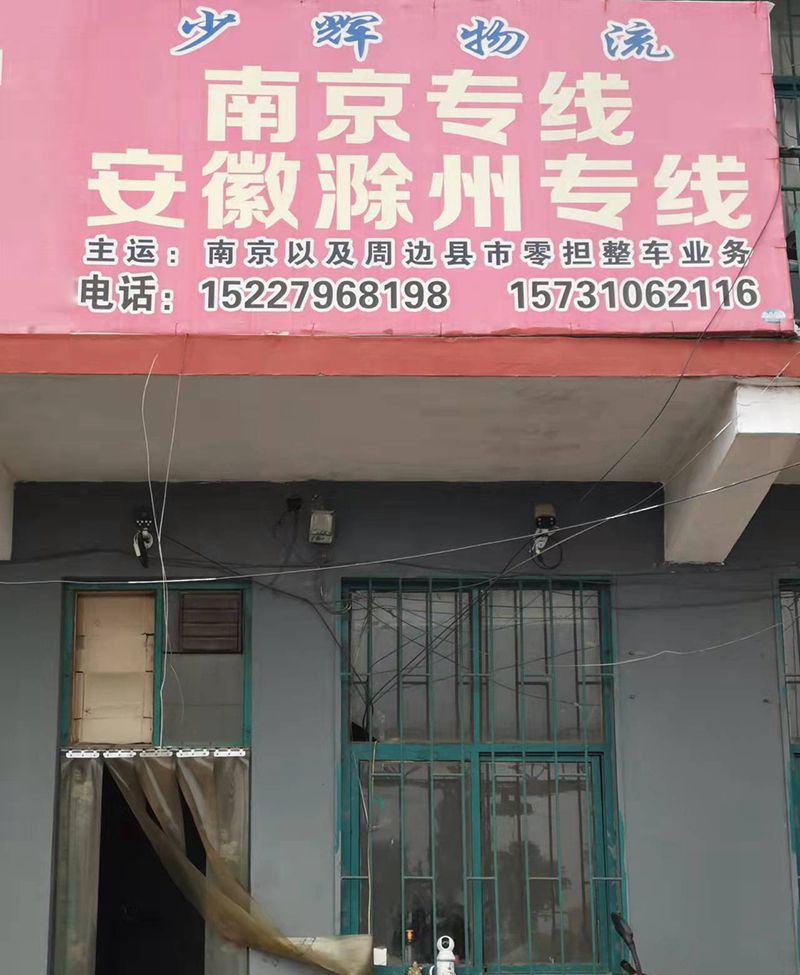 少辉物流
南京专线
安徽滁州专线
主运：南京以及周边县市零担整车业务
电话：15227968198 15731062116